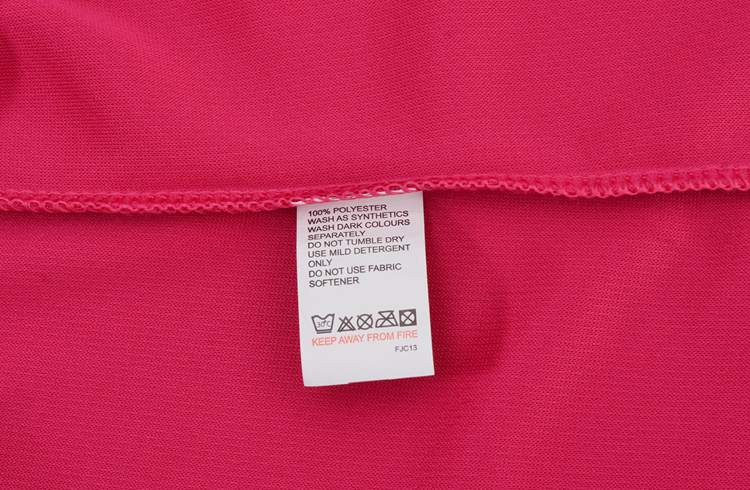 100% POLYESTER
WASH AS SYNTHETICS
WASH DARK COLOURS
SEPARATELY
DO NOT TUMBLE DRY
USE MILD DETERGENT
ONLY
DO NOT USE FABRIC
SOFTENER
30°C
KEEP AWAY FROM FIRE
FJC13